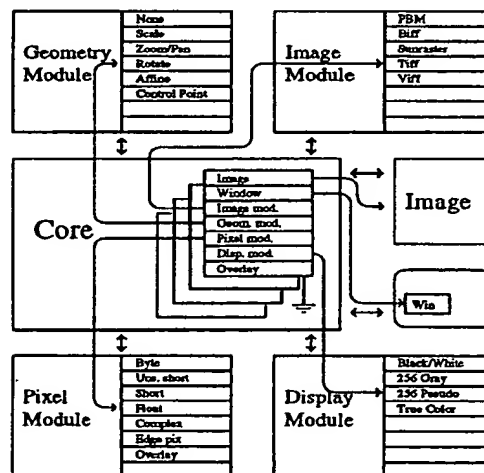 Geometry
Module
None
Scale
Zoom/Pan
Rotate
Affine
Control Point
Image
Module
PBM
Biff
Sunraster
Tiff
Viff
Core
Image
Window
Image mod.
Geom. mod.
Pixel mod.
Disp. mod.
Overlay
Image
Win
Pixel
Module
Byte
Uns. short
Short
Float
Complex
Edge pix
Overlay
Display
Module
Black/White
256 Gray
256 Pseudo
True Color